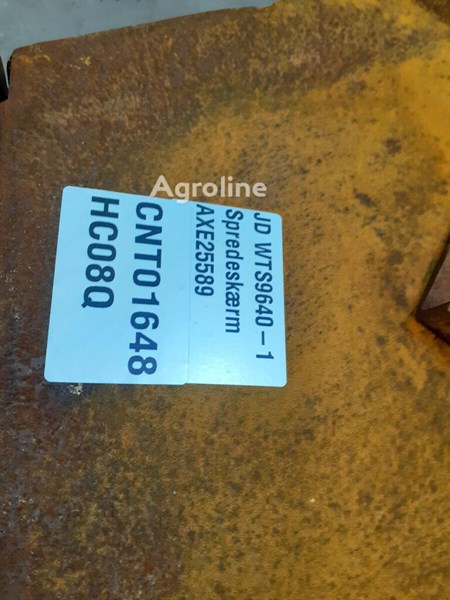 Agroline
JD WTS9640-1
Spredeskærm
AXE25589
CNT01648
HC08Q